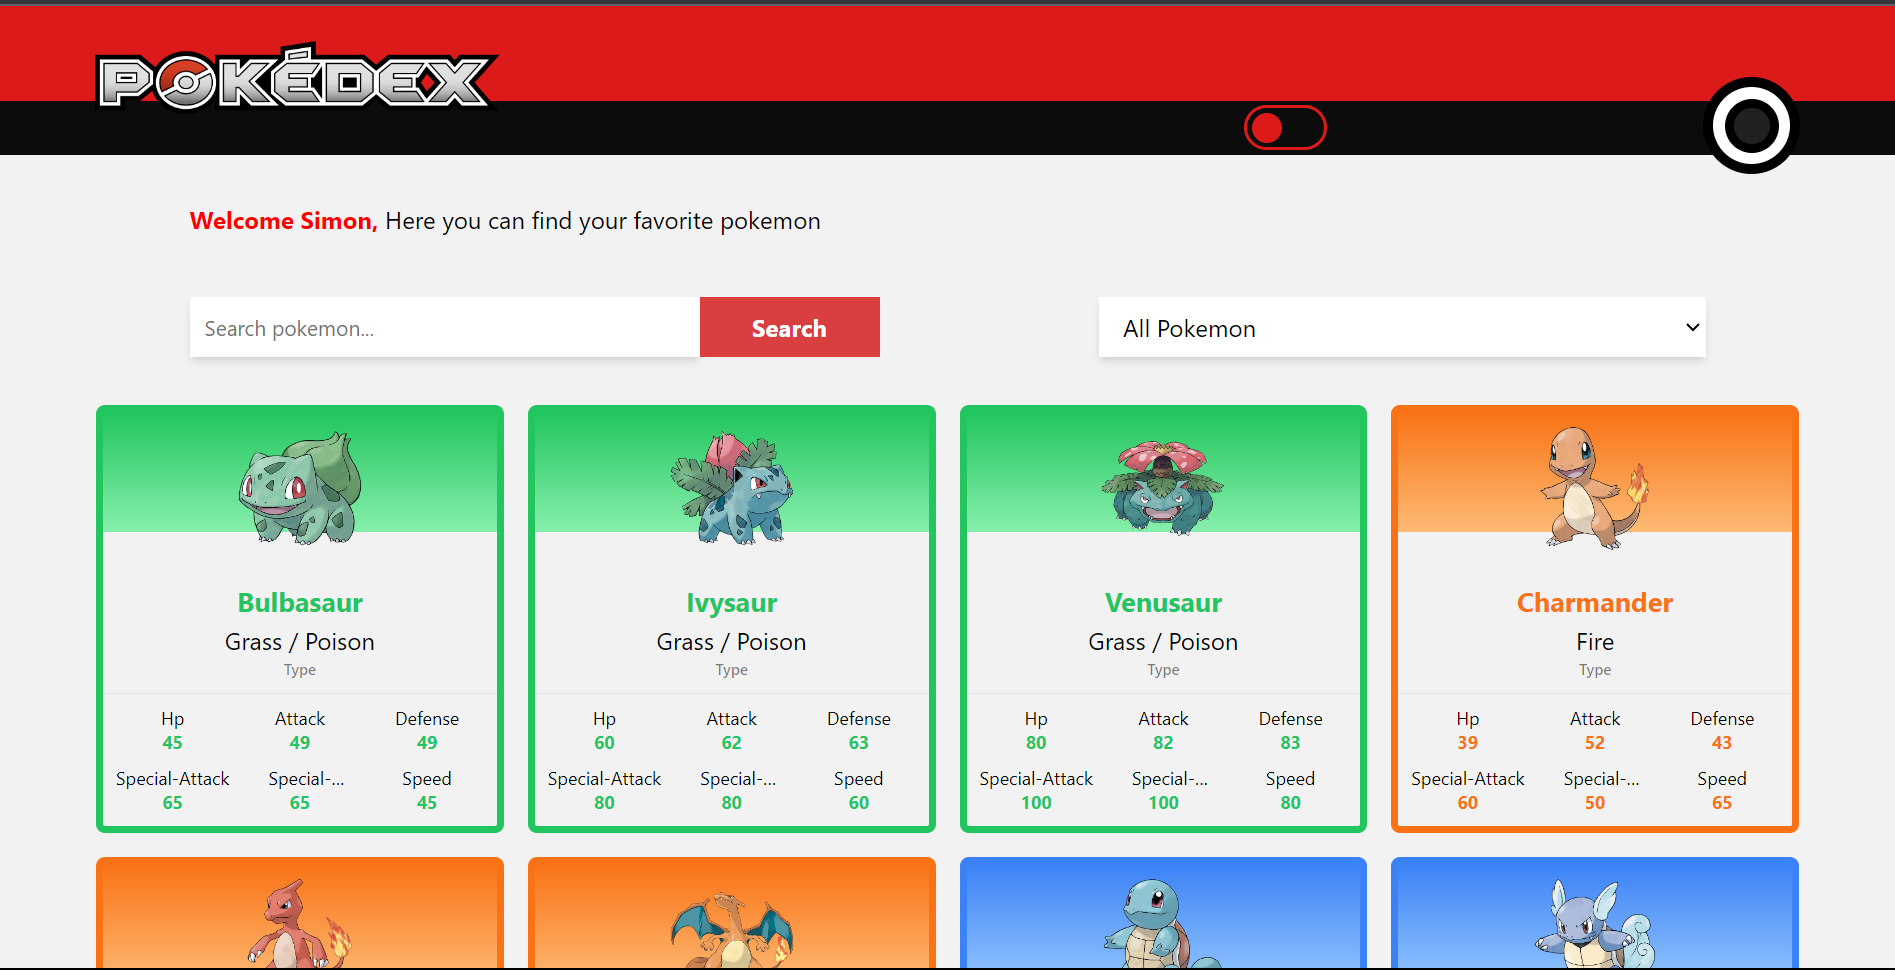 POKÉDEX
Welcome Simon, Here you can find your favorite pokemon
Search pokemon...
Search
All Pokemon
Bulbasaur
Grass / Poison
Type
Hp Attack Defense
45 49 49
Special-Attack Special-... Speed
65 65 45
Ivysaur
Grass / Poison
Type
Hp Attack Defense
60 62 63
Special-Attack Special-... Speed
80 80 60
Venusaur
Grass / Poison
Type
Hp Attack Defense
80 82 83
Special-Attack Special-... Speed
100 100 80
Charmander
Fire
Type
Hp Attack Defense
39 52 43
Special-Attack Special-... Speed
60 50 65